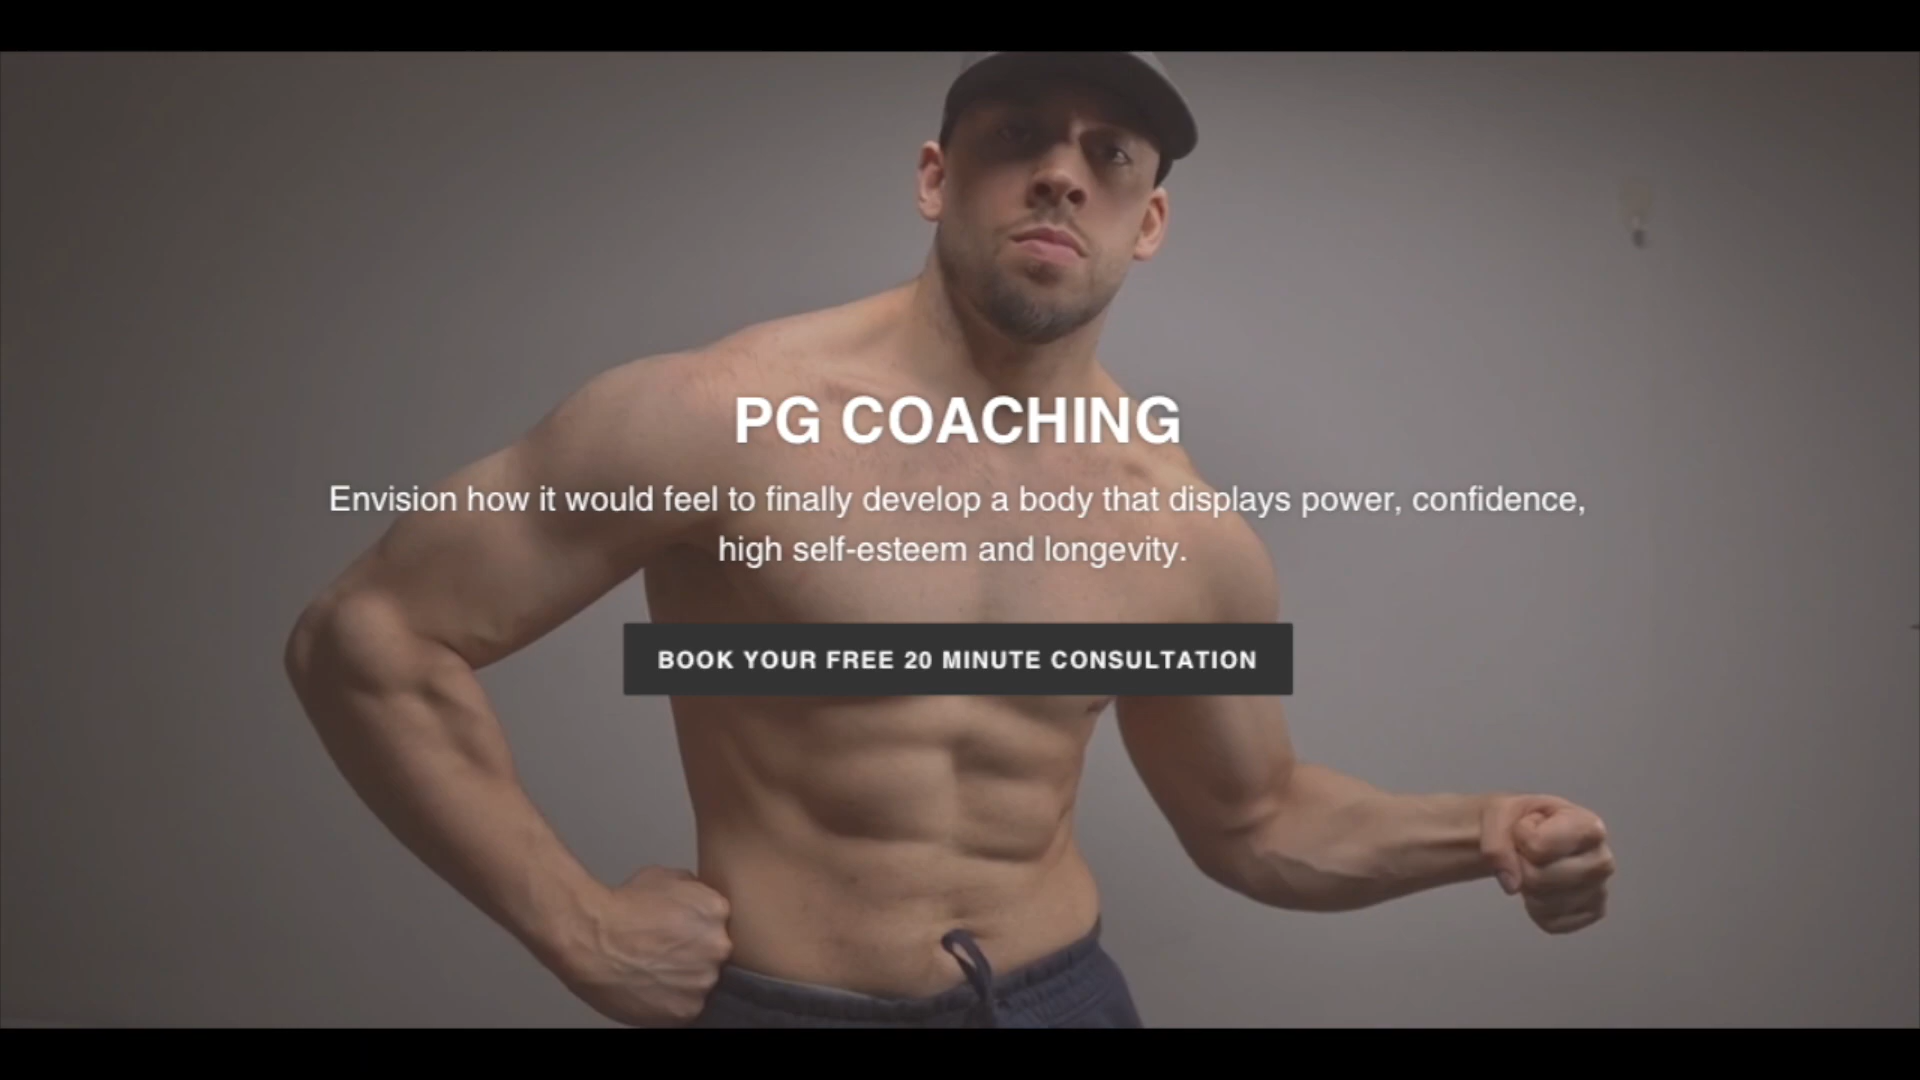 PG COACHING
Envision how it would feel to finally develop a body that displays power, confidence,
high self-esteem and longevity.
BOOK YOUR FREE 20 MINUTE CONSULTATION